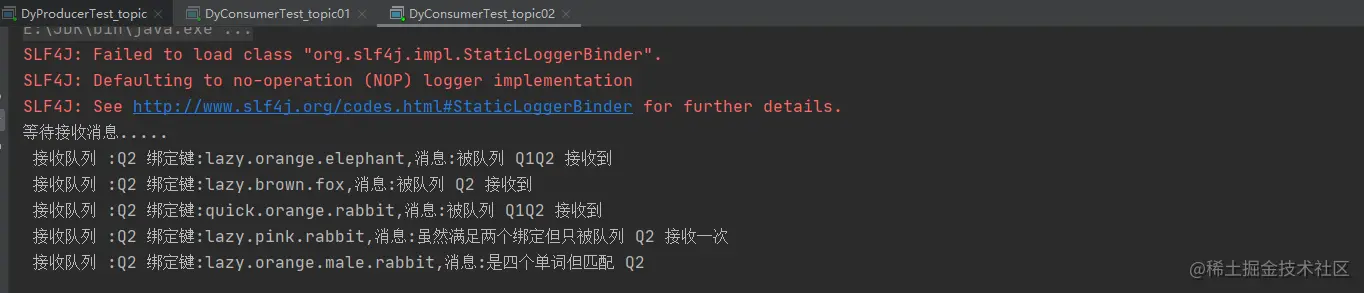 DyProducerTest_topic × DyConsumerTest_topic01 × DyConsumerTest_topic02 ×
E:\JDK\bin\java.exe ...
SLF4J: Failed to load class "org.slf4j.impl.StaticLoggerBinder".
SLF4J: Defaulting to no-operation (NOP) logger implementation
SLF4J: See http://www.slf4j.org/codes.html#StaticLoggerBinder for further details.
等待接收消息.....
接收队列 :Q2 绑定键:lazy.orange.elephant,消息:被队列 Q1Q2 接收到
接收队列 :Q2 绑定键:lazy.brown.fox,消息:被队列 Q2 接收到
接收队列 :Q2 绑定键:quick.orange.rabbit,消息:被队列 Q1Q2 接收到
接收队列 :Q2 绑定键:lazy.pink.rabbit,消息:虽然满足两个绑定但只被队列 Q2 接收一次
接收队列 :Q2 绑定键:lazy.orange.male.rabbit,消息:是四个单词但匹配 Q2
@稀土掘金技术社区